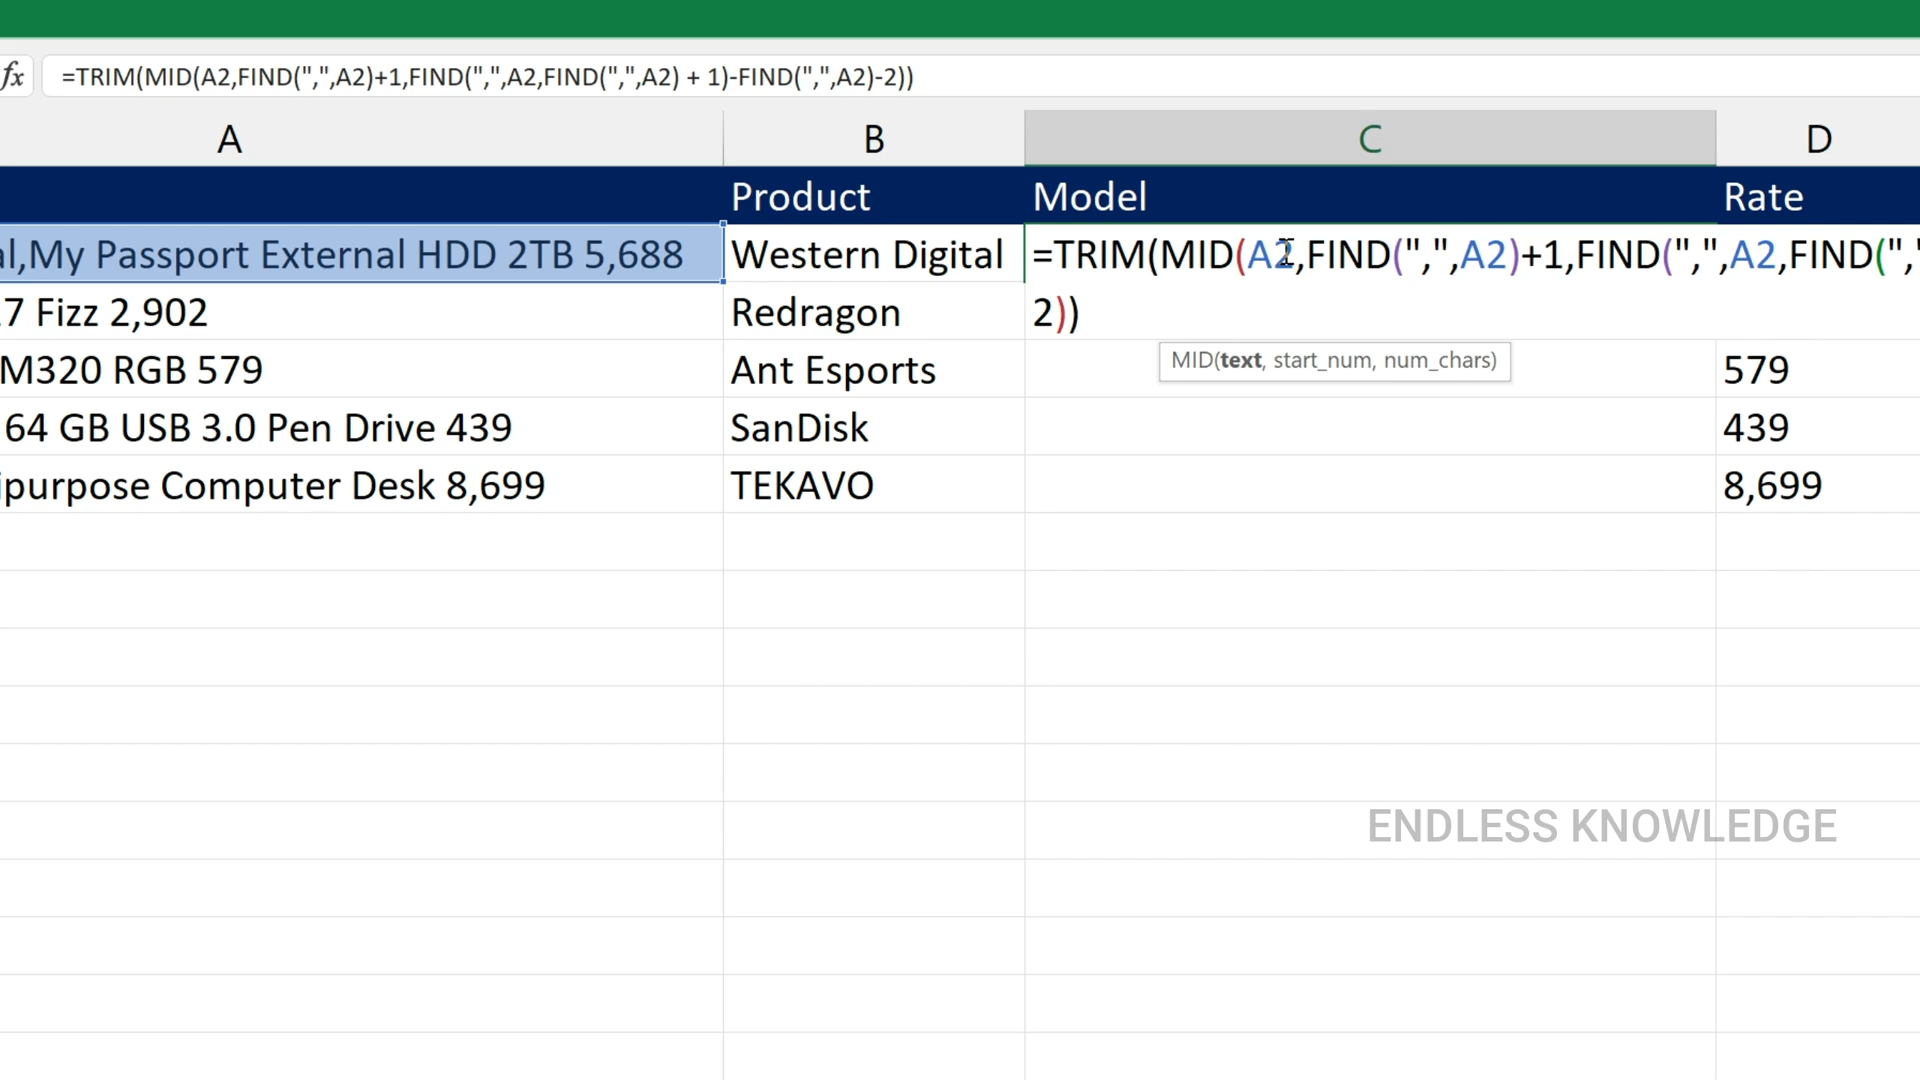 fx =TRIM(MID(A2,FIND(",",A2)+1,FIND(",",A2,FIND(",",A2) + 1)-FIND(",",A2)-2))
A B C D
Product Model Rate
al,My Passport External HDD 2TB 5,688 Western Digital =TRIM(MID(A2,FIND(",",A2)+1,FIND(",",A2,FIND(","
7 Fizz 2,902 Redragon 2))
M320 RGB 579 Ant Esports 579
MID(text, start_num, num_chars)
64 GB USB 3.0 Pen Drive 439 SanDisk 439
ipurpose Computer Desk 8,699 TEKAVO 8,699
ENDLESS KNOWLEDGE